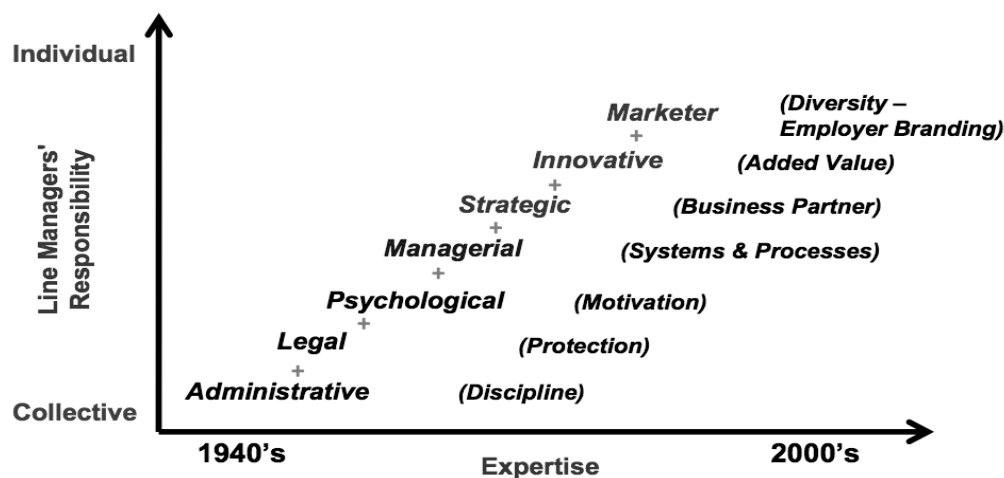 Individual
Marketer
(Diversity –
Employer Branding)
+
Innovative
(Added Value)
+
Strategic
(Business Partner)
+
Managerial
(Systems & Processes)
+
Psychological
(Motivation)
+
Legal
(Protection)
+
Administrative
(Discipline)
Line Managers'
Responsibility
Collective
1940's
2000's
Expertise